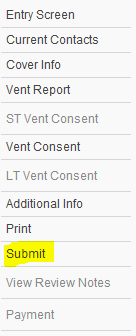 Entry Screen
Current Contacts
Cover Info
Vent Report
ST Vent Consent
Vent Consent
LT Vent Consent
Additional Info
Print
Submit
View Review Notes
Payment